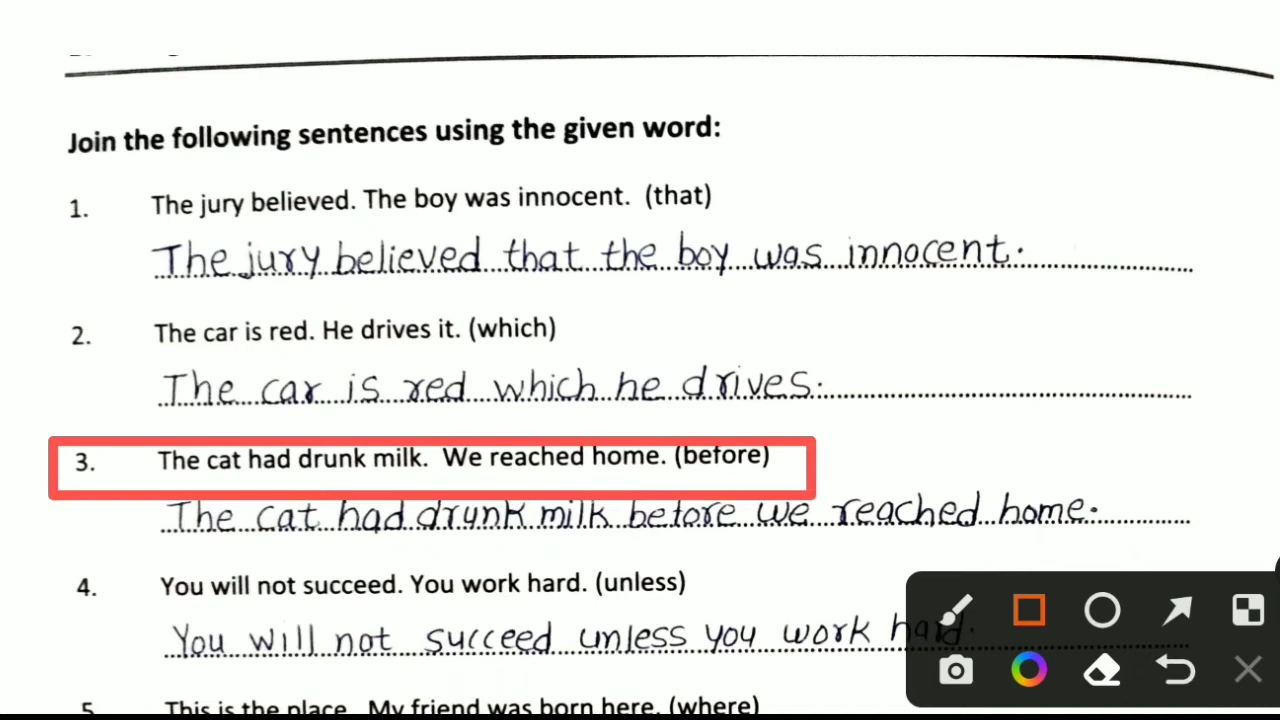 Join the following sentences using the given word:
1. The jury believed. The boy was innocent. (that)
The jury believed that the boy was innocent.
2. The car is red. He drives it. (which)
The car is red which he drives.
3. The cat had drunk milk. We reached home. (before)
The cat had drunk milk before we reached home.
4. You will not succeed. You work hard. (unless)
You will not succeed unless you work hard.
5. This is the place. My friend was born here. (where)